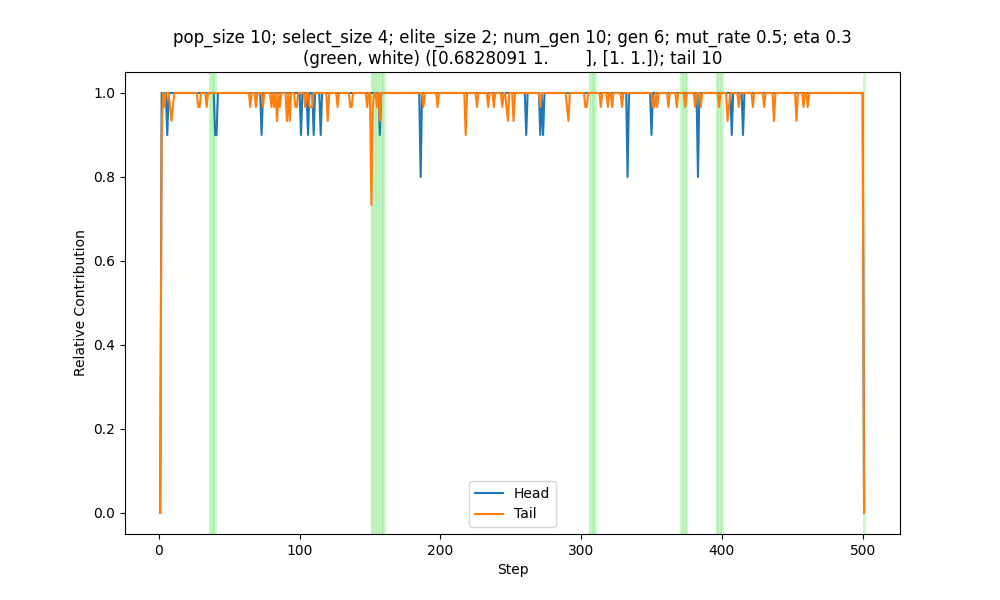 pop_size 10; select_size 4; elite_size 2; num_gen 10; gen 6; mut_rate 0.5; eta 0.3
(green, white) ([0.6828091 1.        ], [1. 1.]); tail 10
1.0
0.8
0.6
0.4
0.2
0.0
Relative Contribution
Head
Tail
0
100
200
300
400
500
Step